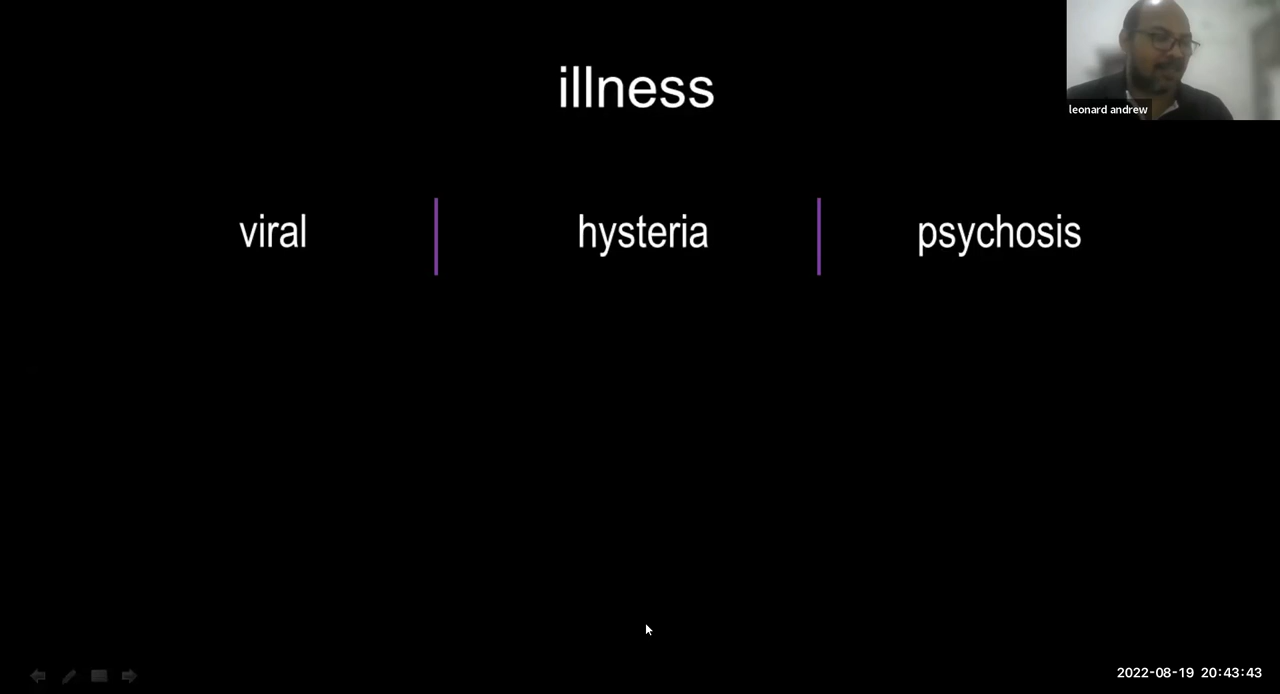 illness
leonard andrew
viral
hysteria
psychosis
2022-08-19 20:43:43